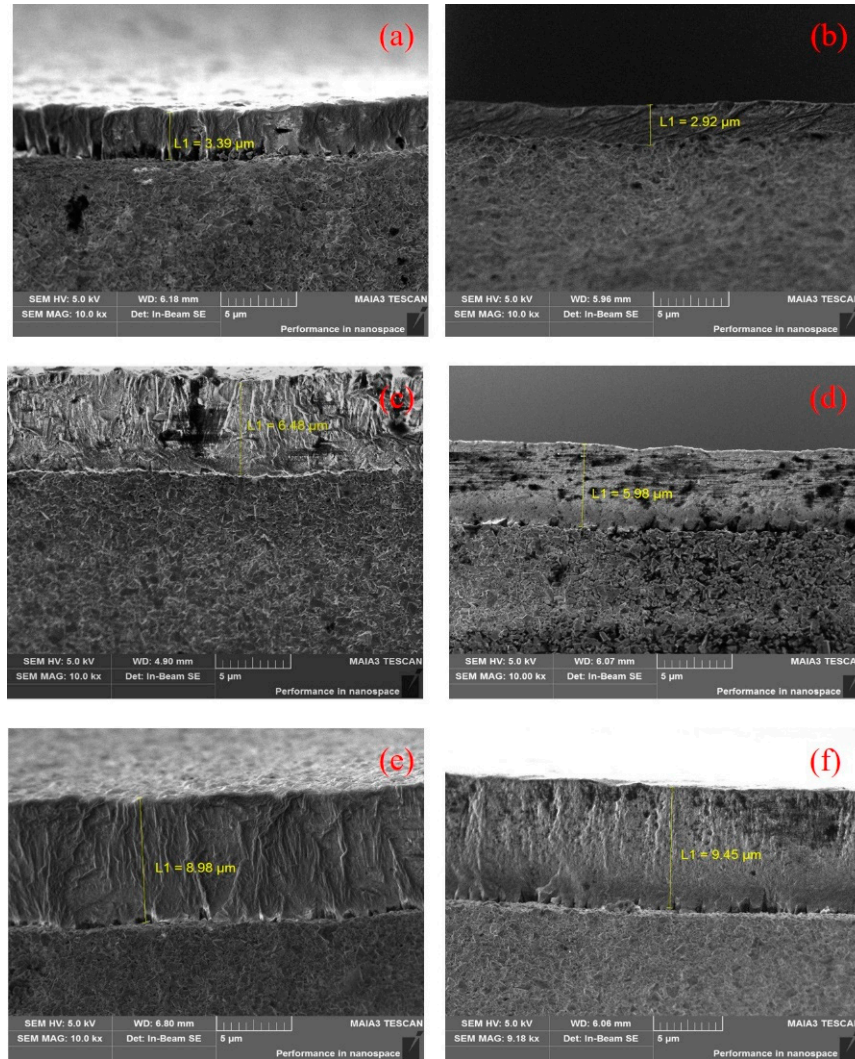 (a)
L1 = 3.39 µm
SEM HV: 5.0 kV WD: 6.18 mm MAIA3 TESCAN
SEM MAG: 10.0 kx Det: In-Beam SE 5 µm
Performance in nanospace
(b)
L1 = 2.92 µm
SEM HV: 5.0 kV WD: 5.96 mm MAIA3 TESCAN
SEM MAG: 10.0 kx Det: In-Beam SE 5 µm
Performance in nanospace
(c)
L1 = 6.48 µm
SEM HV: 5.0 kV WD: 4.90 mm MAIA3 TESCAN
SEM MAG: 10.0 kx Det: In-Beam SE 5 µm
Performance in nanospace
(d)
L1 = 5.98 µm
SEM HV: 5.0 kV WD: 6.07 mm MAIA3 TESCAN
SEM MAG: 10.00 kx Det: In-Beam SE 5 µm
Performance in nanospace
(e)
L1 = 8.98 µm
SEM HV: 5.0 kV WD: 6.80 mm MAIA3 TESCAN
SEM MAG: 10.0 kx Det: In-Beam SE 5 µm
Performance in nanospace
(f)
L1 = 9.45 µm
SEM HV: 5.0 kV WD: 6.06 mm MAIA3 TESCAN
SEM MAG: 9.18 kx Det: In-Beam SE 5 µm
Performance in nanospace